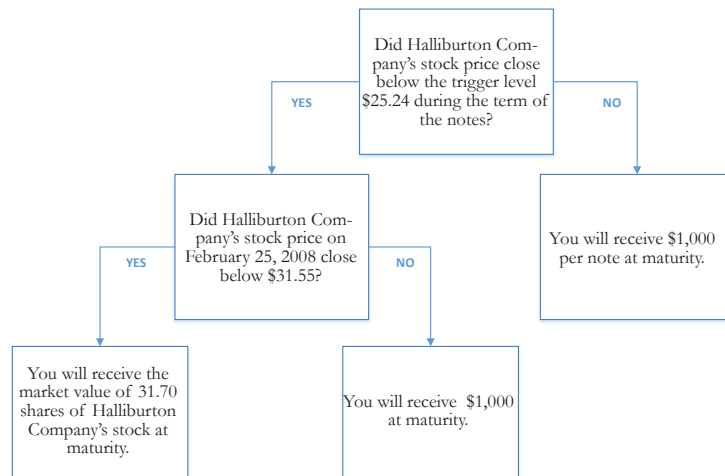 Did Halliburton Com-
pany's stock price close
below the trigger level
$25.24 during the term of
the notes?
YES
NO
Did Halliburton Com-
pany's stock price on
February 25, 2008 close
below $31.55?
You will receive $1,000
per note at maturity.
YES
NO
You will receive the
market value of 31.70
shares of Halliburton
Company's stock at
maturity.
You will receive $1,000
at maturity.